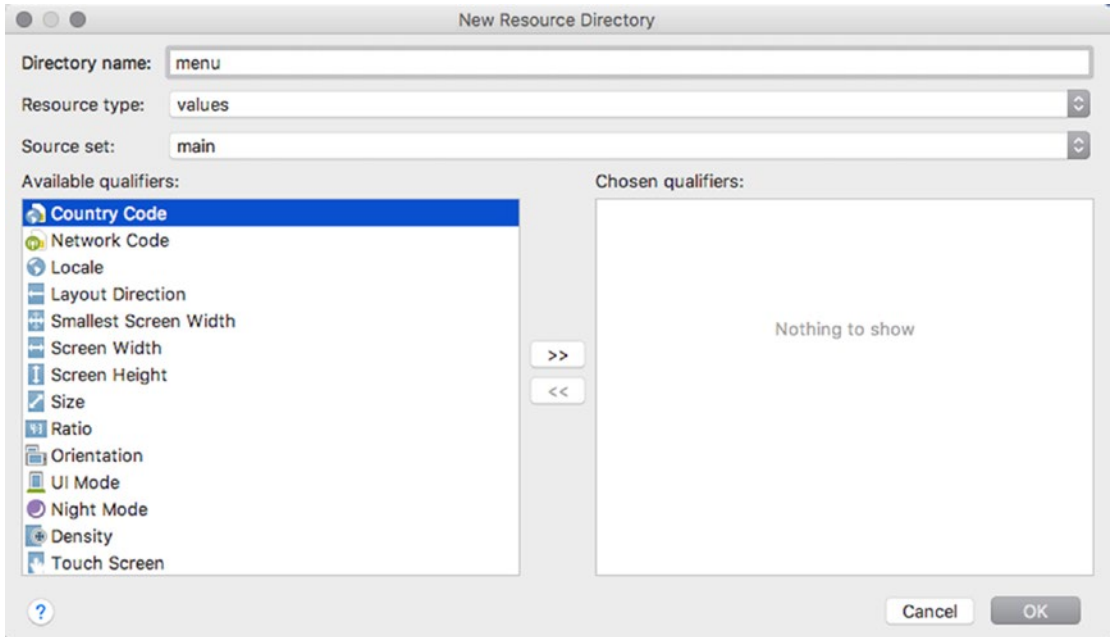 New Resource Directory
Directory name: menu
Resource type: values
Source set: main
Available qualifiers:
Chosen qualifiers:
Country Code
Network Code
Locale
Layout Direction
Smallest Screen Width
Screen Width
Screen Height
Size
Ratio
Orientation
UI Mode
Night Mode
Density
Touch Screen
>>
<<
Nothing to show
?
Cancel
OK